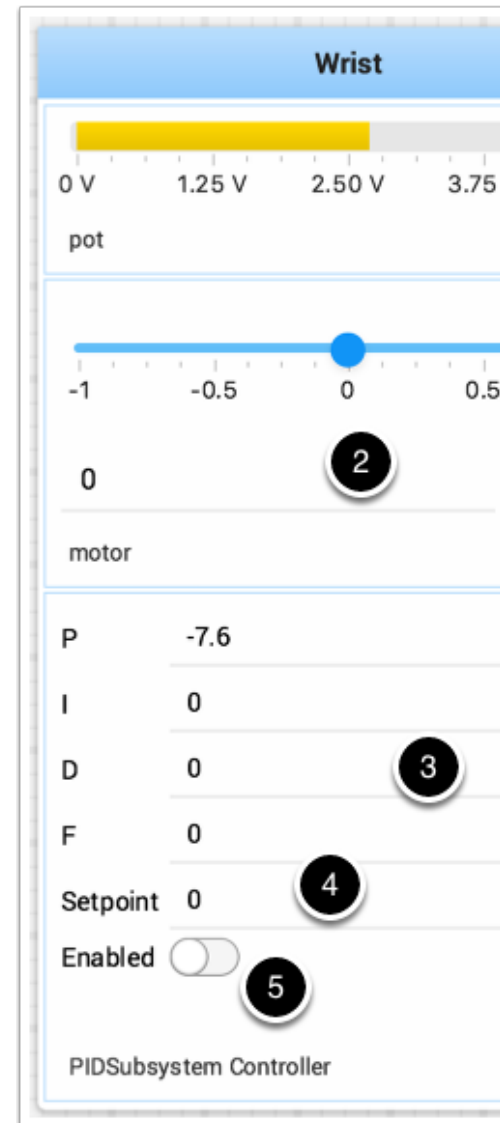 Wrist
0 V 1.25 V 2.50 V 3.75
pot
-1 -0.5 0 0.5
2
0
motor
P -7.6
I 0
D 0
3
F 0
4
Setpoint 0
Enabled
5
PIDSubsystem Controller